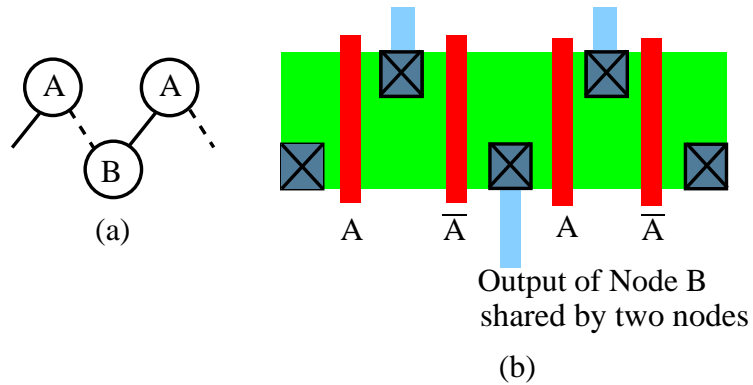 A A
B
(a)
A A̅ A A̅
Output of Node B
shared by two nodes
(b)